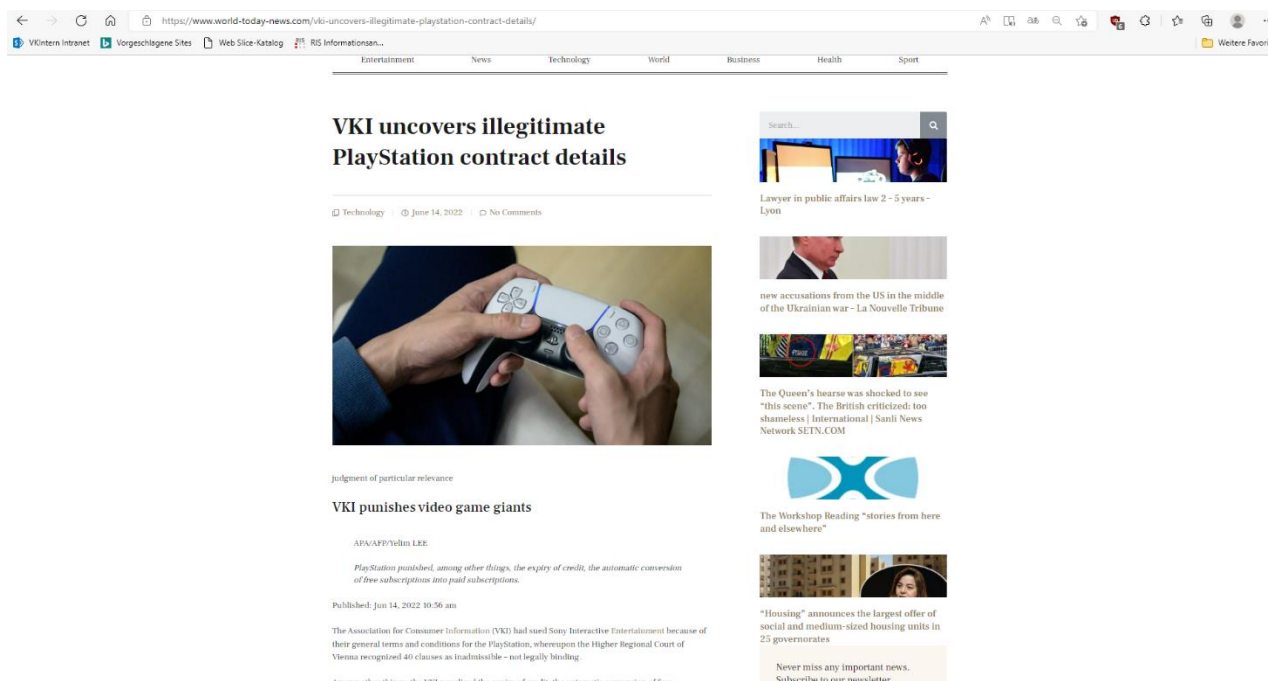 https://www.world-today-news.com/vki-uncovers-illegitimate-playstation-contract-details/
VKIntern Intranet Vorgeschlagene Sites Web Slice-Katalog RIS Informationsan... Weitere Favori
Entertainment News Technology World Business Health Sport
VKI uncovers illegitimate
PlayStation contract details
Technology June 14, 2022 No Comments
judgment of particular relevance
VKI punishes video game giants
APA/AFP/Yelim LEE
PlayStation punished, among other things, the expiry of credit, the automatic conversion
of free subscriptions into paid subscriptions.
Published: Jun 14, 2022 10:56 am
The Association for Consumer Information (VKI) had sued Sony Interactive Entertainment because of
their general terms and conditions for the PlayStation, whereupon the Higher Regional Court of
Vienna recognized 40 clauses as inadmissible – not legally binding.
Search...
Lawyer in public affairs law 2 – 5 years –
Lyon
new accusations from the US in the middle
of the Ukrainian war – La Nouvelle Tribune
The Queen's hearse was shocked to see
"this scene". The British criticized: too
shameless | International | Sanli News
Network SETN.COM
The Workshop Reading "stories from here
and elsewhere"
"Housing" announces the largest offer of
social and medium-sized housing units in
25 governorates
Never miss any important news.
Subscribe to our newsletter.